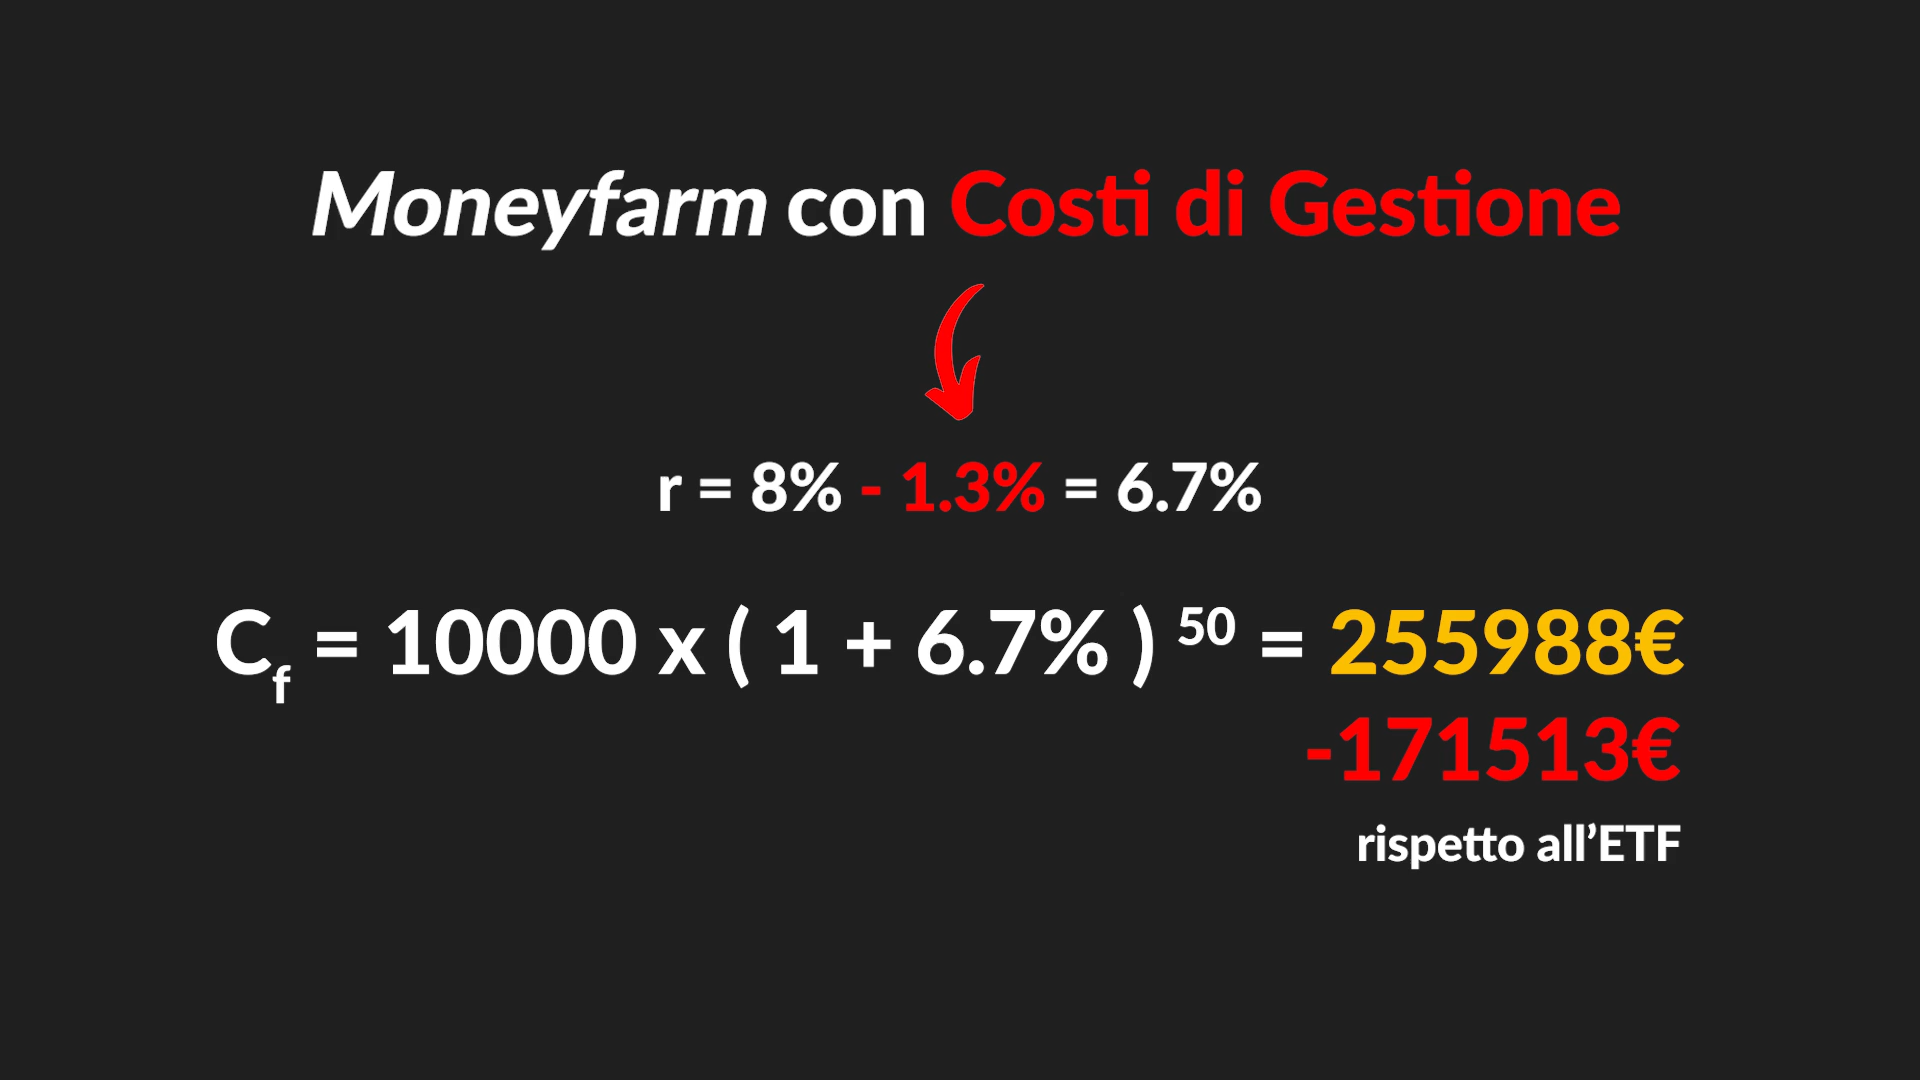 Moneyfarm con Costi di Gestione
r = 8% - 1.3% = 6.7%
Cf = 10000 x ( 1 + 6.7% ) 50 = 255988€
-171513€
rispetto all'ETF